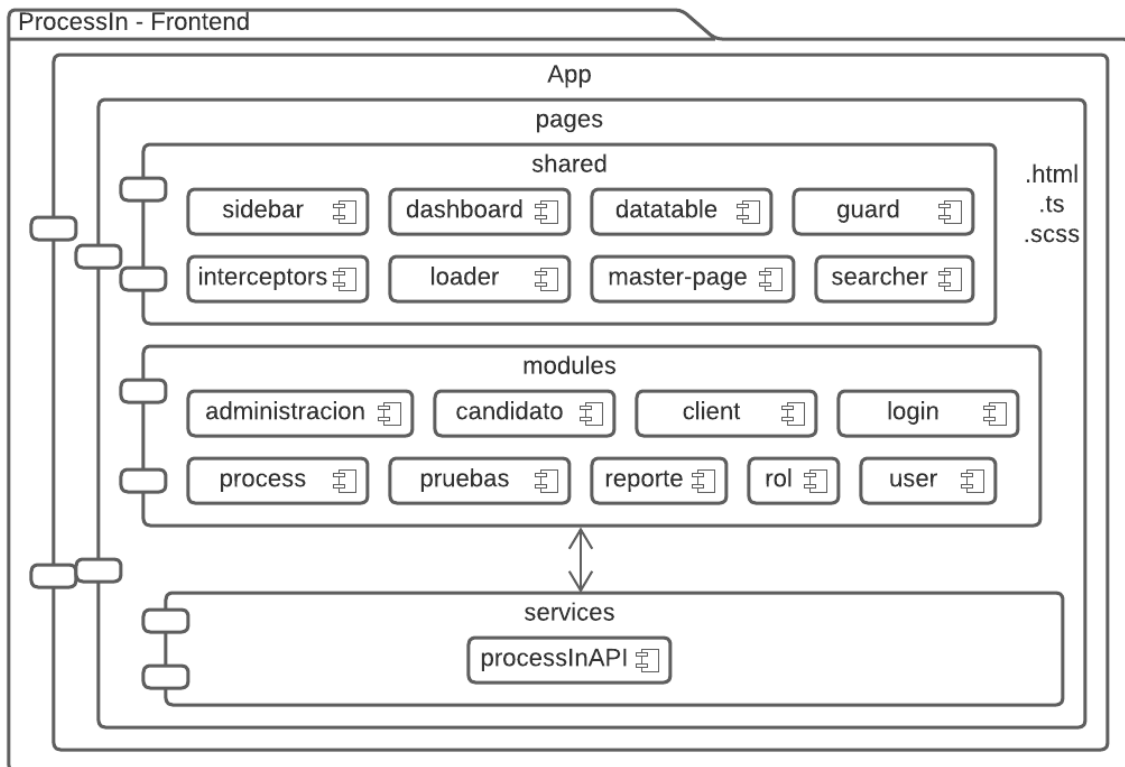 ProcessIn - Frontend
App
pages
shared
.html
.ts
.scss
sidebar
dashboard
datatable
guard
interceptors
loader
master-page
searcher
modules
administracion
candidato
client
login
process
pruebas
reporte
rol
user
services
processInAPI